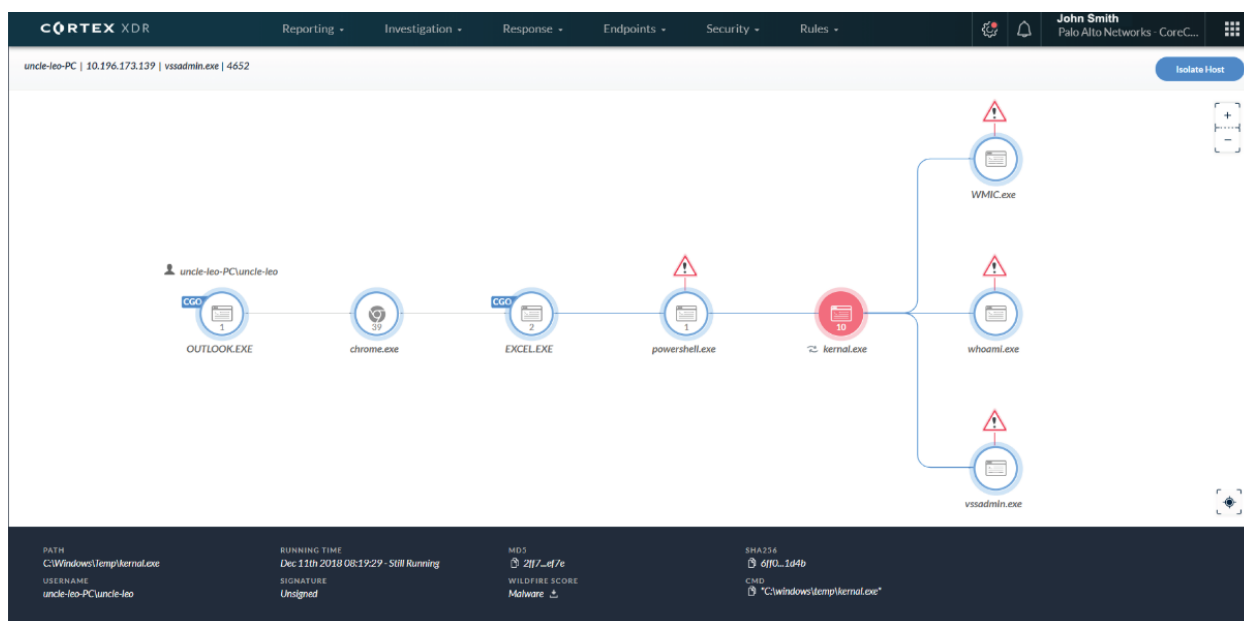 CORTEX XDR
Reporting
Investigation
Response
Endpoints
Security
Rules
John Smith
Palo Alto Networks - CoreC...
uncle-leo-PC | 10.196.173.139 | vssadmin.exe | 4652
Isolate Host
+
-
WMIC.exe
uncle-leo-PC\uncle-leo
CGO
1
OUTLOOK.EXE
39
chrome.exe
CGO
2
EXCEL.EXE
1
powershell.exe
10
kernal.exe
whoami.exe
vssadmin.exe
PATH
C:\Windows\Temp\kernal.exe
RUNNING TIME
Dec 11th 2018 08:19:29 - Still Running
MD5
2ff7..ef7e
SHA256
6ff0...1d4b
USERNAME
uncle-leo-PC\uncle-leo
SIGNATURE
Unsigned
WILDFIRE SCORE
Malware
CMD
"C:\windows\temp\kernal.exe"